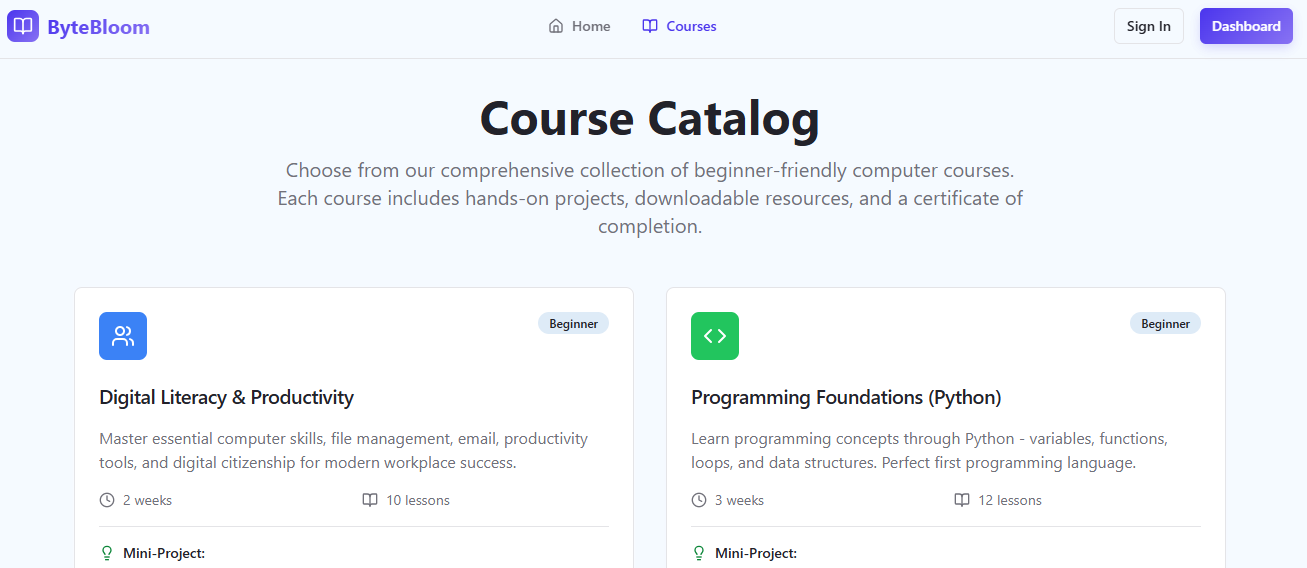 ByteBloom
Home
Courses
Sign In
Dashboard
Course Catalog
Choose from our comprehensive collection of beginner-friendly computer courses.
Each course includes hands-on projects, downloadable resources, and a certificate of
completion.
Beginner
Digital Literacy & Productivity
Master essential computer skills, file management, email, productivity
tools, and digital citizenship for modern workplace success.
2 weeks
10 lessons
Mini-Project:
Beginner
Programming Foundations (Python)
Learn programming concepts through Python - variables, functions,
loops, and data structures. Perfect first programming language.
3 weeks
12 lessons
Mini-Project: